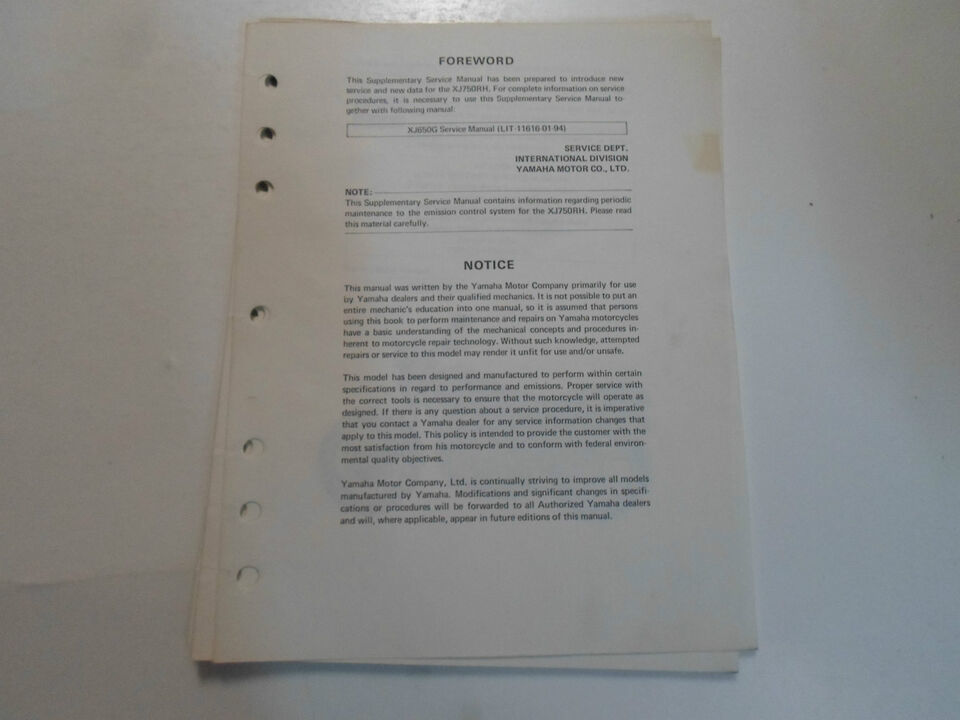 FOREWORD
This Supplementary Service Manual has been prepared to introduce new
service and new data for the XJ750RH. For complete information on service
procedures, it is necessary to use this Supplementary Service Manual to-
gether with following manual:
XJ650G Service Manual (LIT-11616-01-94)
SERVICE DEPT.
INTERNATIONAL DIVISION
YAMAHA MOTOR CO., LTD.
NOTE:
This Supplementary Service Manual contains information regarding periodic
maintenance to the emission control system for the XJ750RH. Please read
this material carefully.
NOTICE
This manual was written by the Yamaha Motor Company primarily for use
by Yamaha dealers and their qualified mechanics. It is not possible to put an
entire mechanic's education into one manual, so it is assumed that persons
using this book to perform maintenance and repairs on Yamaha motorcycles
have a basic understanding of the mechanical concepts and procedures in-
herent to motorcycle repair technology. Without such knowledge, attempted
repairs or service to this model may render it unfit for use and/or unsafe.
This model has been designed and manufactured to perform within certain
specifications in regard to performance and emissions. Proper service with
the correct tools is necessary to ensure that the motorcycle will operate as
designed. If there is any question about a service procedure, it is imperative
that you contact a Yamaha dealer for any service information changes that
apply to this model. This policy is intended to provide the customer with the
most satisfaction from his motorcycle and to conform with federal environ-
mental quality objectives.
Yamaha Motor Company, Ltd. is continually striving to improve all models
manufactured by Yamaha. Modifications and significant changes in specifi-
cations or procedures will be forwarded to all Authorized Yamaha dealers
and will, where applicable, appear in future editions of this manual.